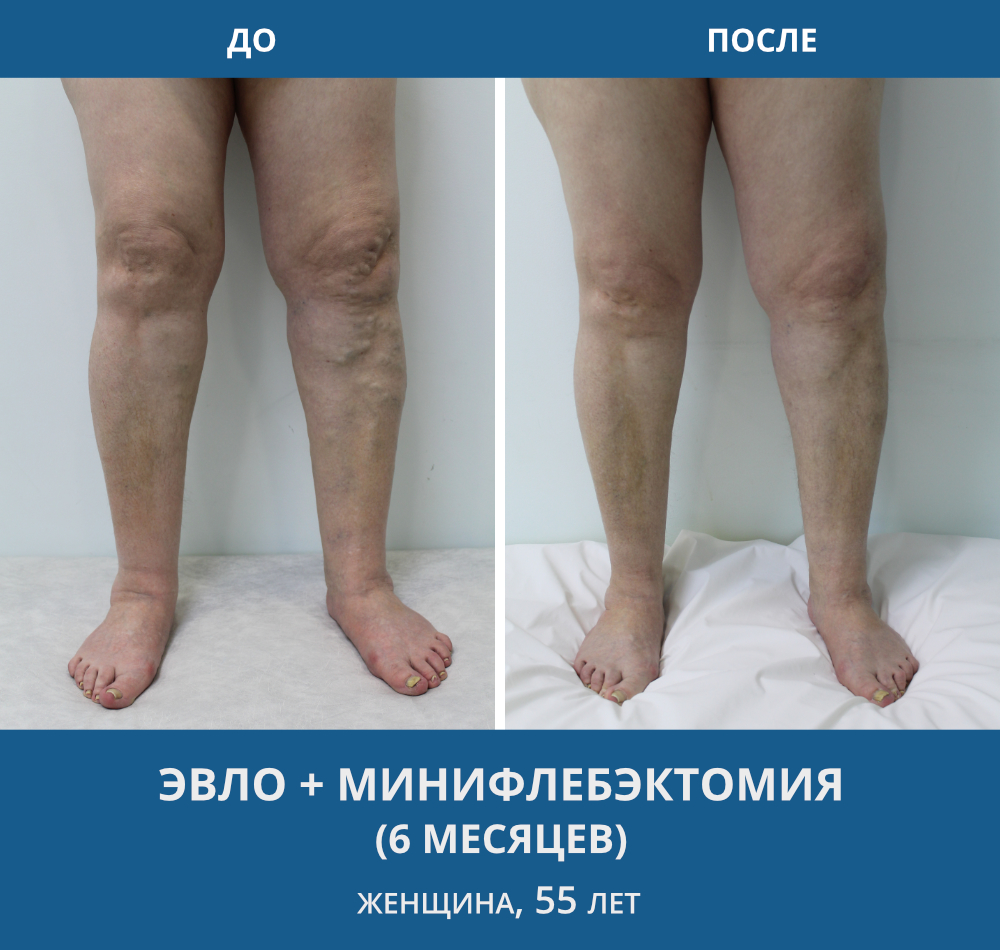 ДО
ПОСЛЕ
ЭВЛО + МИНИФЛЕБЭКТОМИЯ
(6 МЕСЯЦЕВ)
ЖЕНЩИНА, 55 ЛЕТ